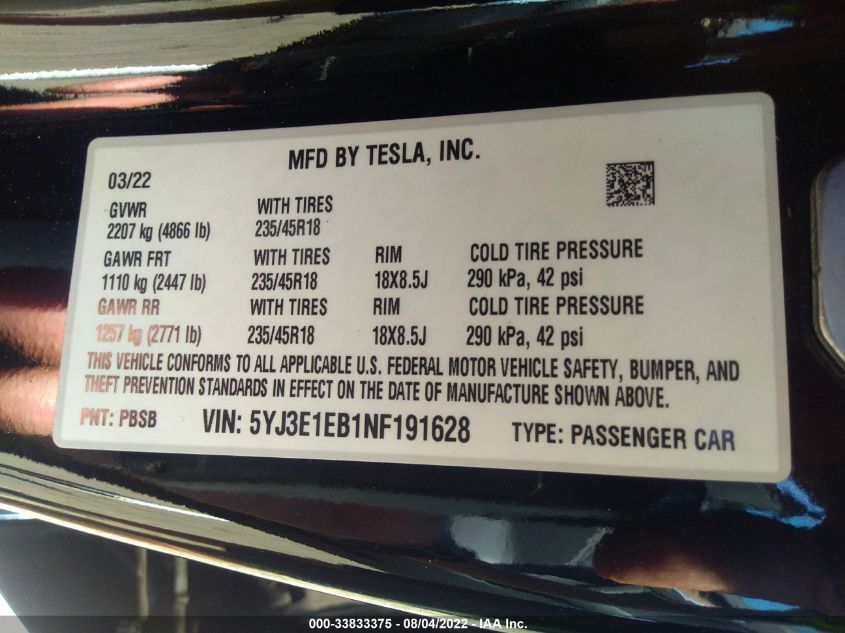 MFD BY TESLA, INC.
03/22
GVWR WITH TIRES
2207 kg (4866 lb) 235/45R18
GAWR FRT WITH TIRES RIM COLD TIRE PRESSURE
1110 kg (2447 lb) 235/45R18 18X8.5J 290 kPa, 42 psi
GAWR RR WITH TIRES RIM COLD TIRE PRESSURE
1257 kg (2771 lb) 235/45R18 18X8.5J 290 kPa, 42 psi
THIS VEHICLE CONFORMS TO ALL APPLICABLE U.S. FEDERAL MOTOR VEHICLE SAFETY, BUMPER, AND
THEFT PREVENTION STANDARDS IN EFFECT ON THE DATE OF MANUFACTURE SHOWN ABOVE.
PNT: PBSB VIN: 5YJ3E1EB1NF191628 TYPE: PASSENGER CAR
000-33833375 - 08/04/2022 - IAA Inc.